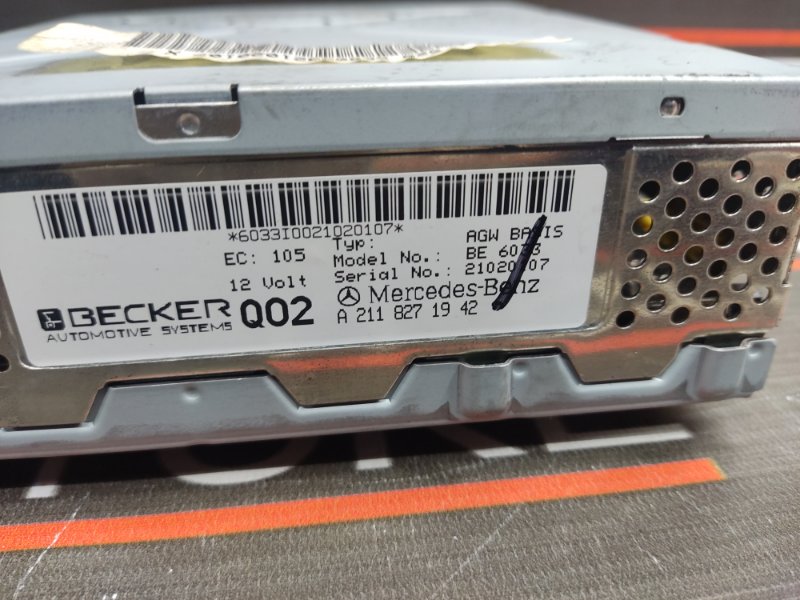 *6033I0021020107*
EC: 105
Typ: AGW BASIS
Model No.: BE 6033
12 Volt
Serial No.: 21020107
BECKER
AUTOMOTIVE SYSTEMS
Q02
Mercedes-Benz
A 211 827 19 42